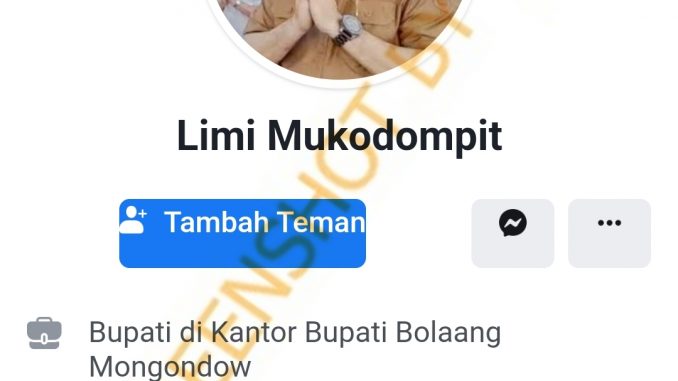 Limi Mukodompit
Tambah Teman
Bupati di Kantor Bupati Bolaang
Mongondow